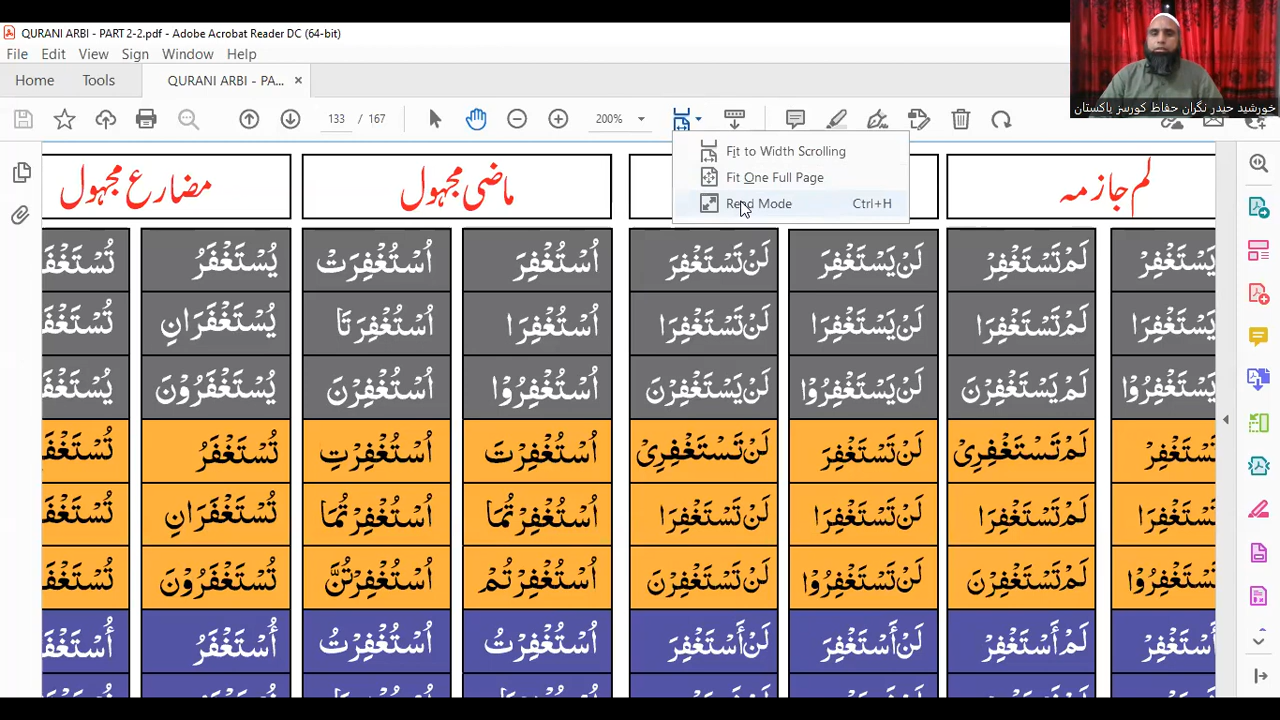 QURANI ARBI - PART 2-2.pdf - Adobe Acrobat Reader DC (64-bit)
File Edit View Sign Window Help
Home Tools QURANI ARBI - PA... ×
133 / 167 200%
خورشید حیدر نگران حفاظ کورسز پاکستان
Fit to Width Scrolling
Fit One Full Page
Read Mode Ctrl+H
لم جازمہ ماضی مجہول مضارع مجہول
يَسْتَغْفِرْ لَمْ تَسْتَغْفِرْ لَنْ يَسْتَغْفِرَ لَنْ تَسْتَغْفِرَ اُسْتُغْفِرَ اُسْتُغْفِرَتْ يُسْتَغْفَرُ
يَسْتَغْفِرَا لَمْ تَسْتَغْفِرَا لَنْ يَسْتَغْفِرَا لَنْ تَسْتَغْفِرَا اُسْتُغْفِرَا اُسْتُغْفِرَتَا يُسْتَغْفَرَانِ
يَسْتَغْفِرُوْا لَمْ يَسْتَغْفِرْنَ لَنْ يَسْتَغْفِرُوْا لَنْ يَسْتَغْفِرْنَ اُسْتُغْفِرُوْا اُسْتُغْفِرْنَ يُسْتَغْفَرُوْنَ
تَسْتَغْفِرْ لَمْ تَسْتَغْفِرِىْ لَنْ تَسْتَغْفِرَ لَنْ تَسْتَغْفِرِىْ اُسْتُغْفِرْتَ اُسْتُغْفِرْتِ تُسْتَغْفَرُ
تَسْتَغْفِرَا لَمْ تَسْتَغْفِرَا لَنْ تَسْتَغْفِرَا لَنْ تَسْتَغْفِرَا اُسْتُغْفِرْتُمَا اُسْتُغْفِرْتُمَا تُسْتَغْفَرَانِ
تَسْتَغْفِرُوْا لَمْ تَسْتَغْفِرْنَ لَنْ تَسْتَغْفِرُوْا لَنْ تَسْتَغْفِرْنَ اُسْتُغْفِرْتُمْ اُسْتُغْفِرْتُنَّ تُسْتَغْفَرُوْنَ
أَسْتَغْفِرْ لَمْ أَسْتَغْفِرْ لَنْ أَسْتَغْفِرَ لَنْ أَسْتَغْفِرَ اُسْتُغْفِرْتُ اُسْتُغْفِرْتُ أُسْتَغْفَرُ